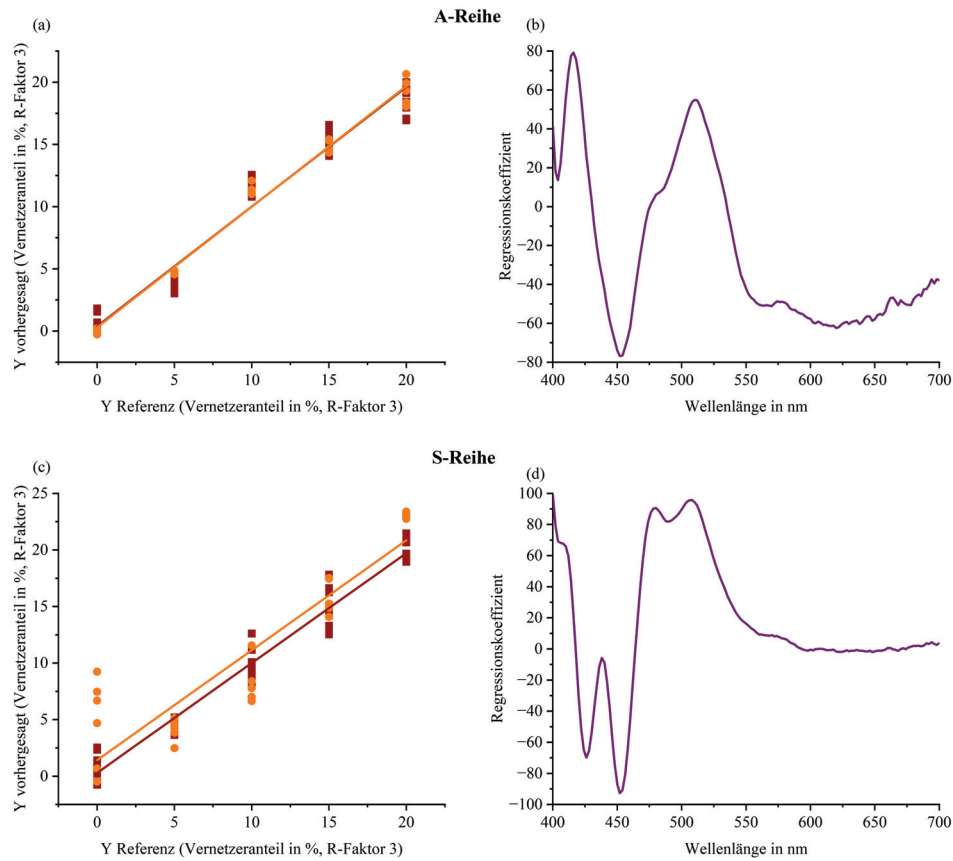 A-Reihe
(a)
Y vorhergesagt (Vernetzeranteil in %, R-Faktor 3)
20
15
10
5
0
0 5 10 15 20
Y Referenz (Vernetzeranteil in %, R-Faktor 3)
(b)
Regressionskoeffizient
80
60
40
20
0
−20
−40
−60
−80
400 450 500 550 600 650 700
Wellenlänge in nm
S-Reihe
(c)
Y vorhergesagt (Vernetzeranteil in %, R-Faktor 3)
25
20
15
10
5
0
0 5 10 15 20
Y Referenz (Vernetzeranteil in %, R-Faktor 3)
(d)
Regressionskoeffizient
100
80
60
40
20
0
−20
−40
−60
−80
−100
400 450 500 550 600 650 700
Wellenlänge in nm